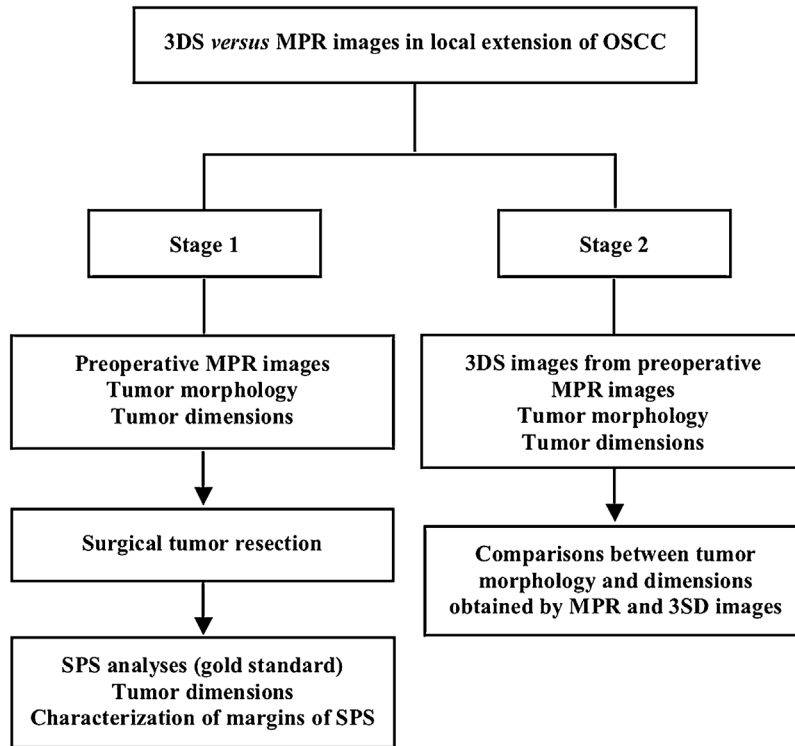 3DS versus MPR images in local extension of OSCC
Stage 1
Stage 2
Preoperative MPR images
Tumor morphology
Tumor dimensions
3DS images from preoperative
MPR images
Tumor morphology
Tumor dimensions
Surgical tumor resection
Comparisons between tumor
morphology and dimensions
obtained by MPR and 3SD images
SPS analyses (gold standard)
Tumor dimensions
Characterization of margins of SPS